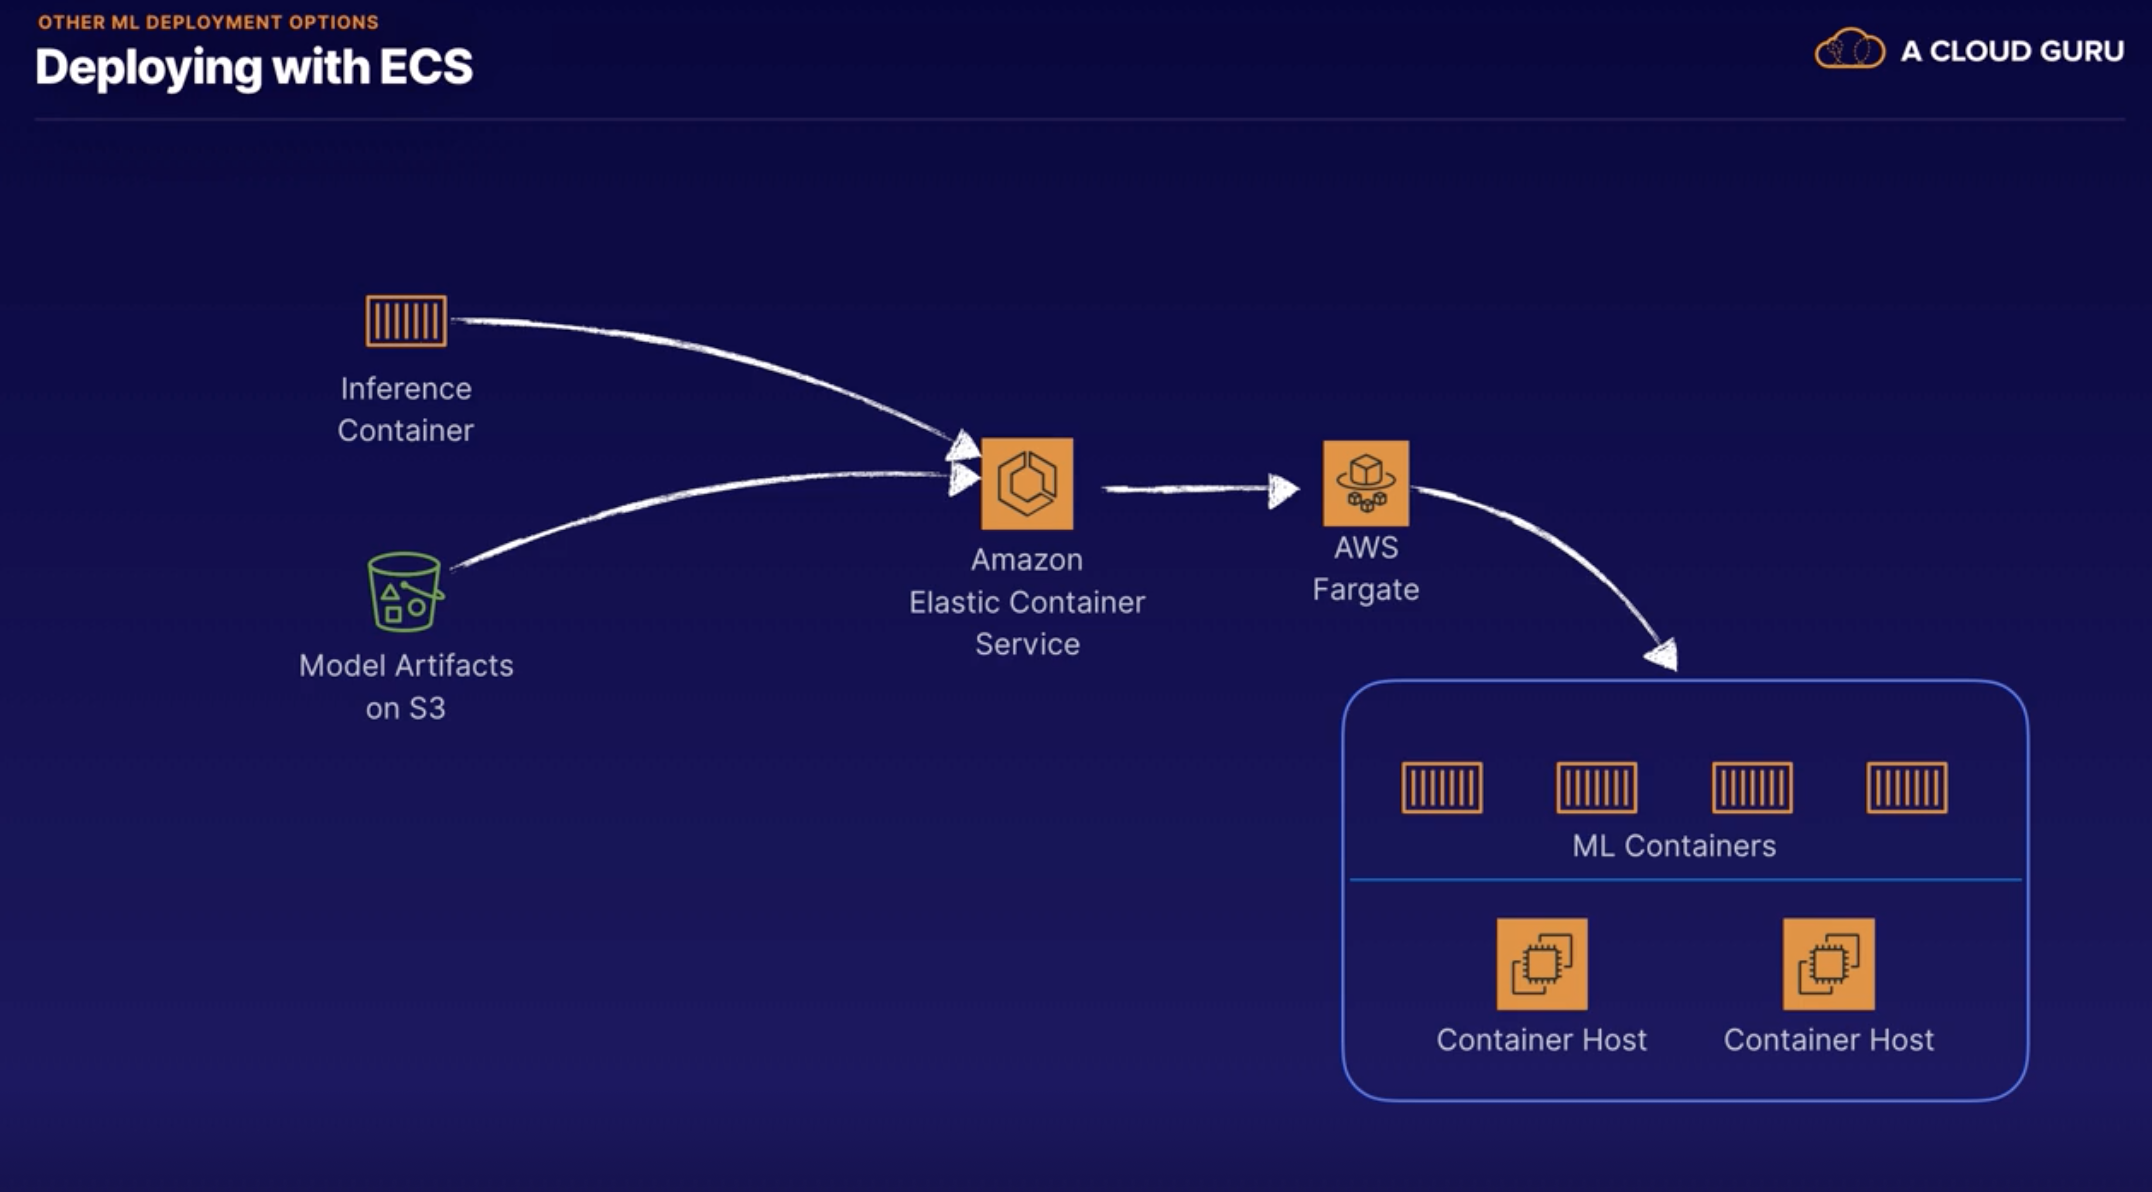 OTHER ML DEPLOYMENT OPTIONS
Deploying with ECS
A CLOUD GURU
Inference
Container
Model Artifacts
on S3
Amazon
Elastic Container
Service
AWS
Fargate
ML Containers
Container Host
Container Host